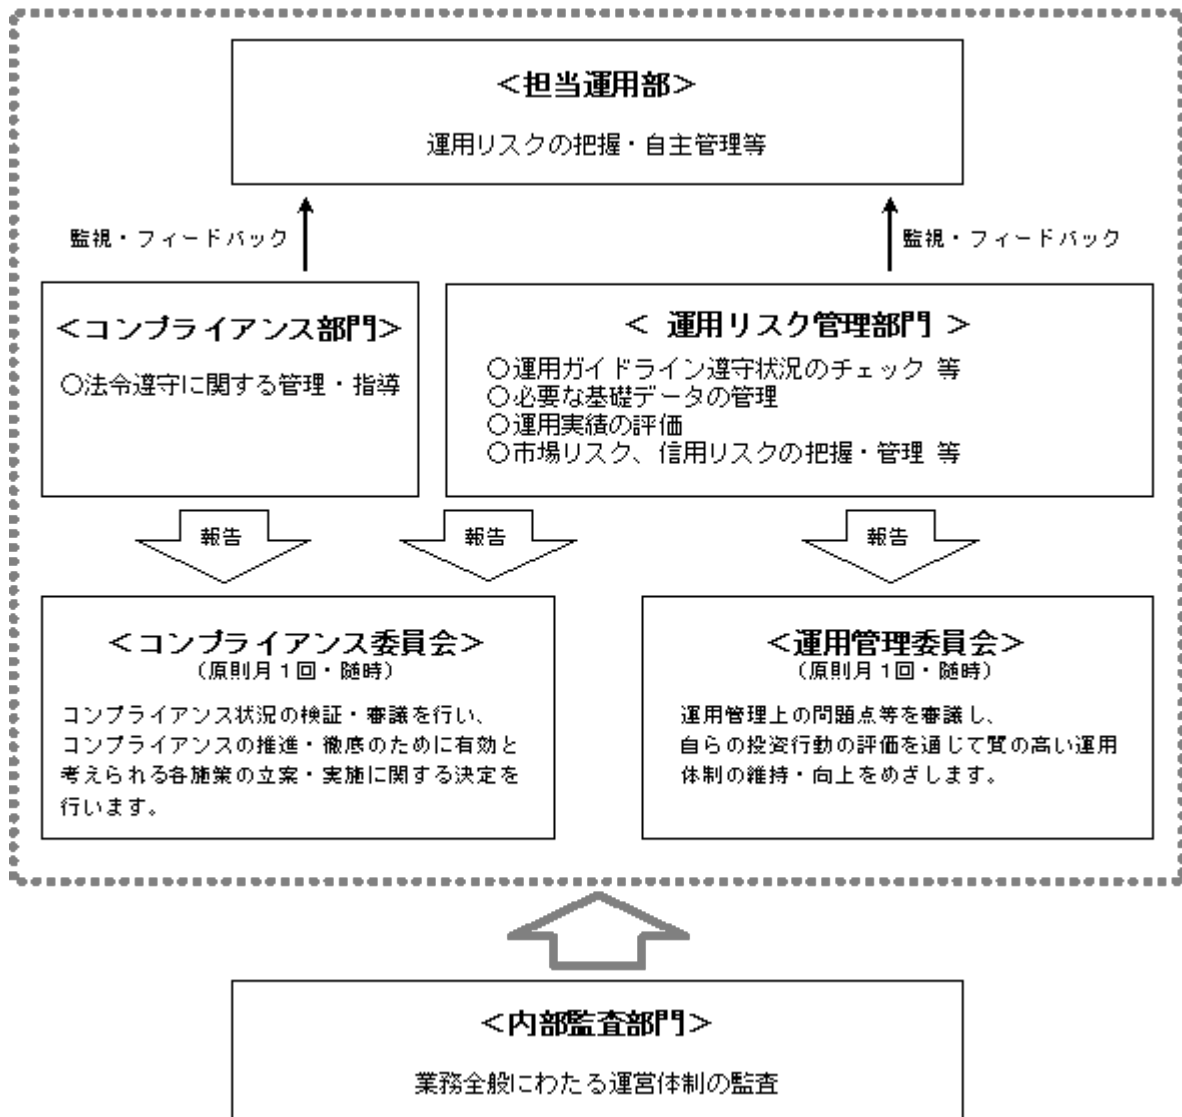 ＜担当運用部＞
運用リスクの把握・自主管理等
監視・フィードバック
監視・フィードバック
＜コンプライアンス部門＞
○法令遵守に関する管理・指導
＜ 運用リスク管理部門 ＞
○運用ガイドライン遵守状況のチェック 等
○必要な基礎データの管理
○運用実績の評価
○市場リスク、信用リスクの把握・管理 等
報告
報告
報告
＜コンプライアンス委員会＞
（原則月１回・随時）
コンプライアンス状況の検証・審議を行い、
コンプライアンスの推進・徹底のために有効と
考えられる各施策の立案・実施に関する決定を
行います。
＜運用管理委員会＞
（原則月１回・随時）
運用管理上の問題点等を審議し、
自らの投資行動の評価を通じて質の高い運用
体制の維持・向上をめざします。
＜内部監査部門＞
業務全般にわたる運営体制の監査